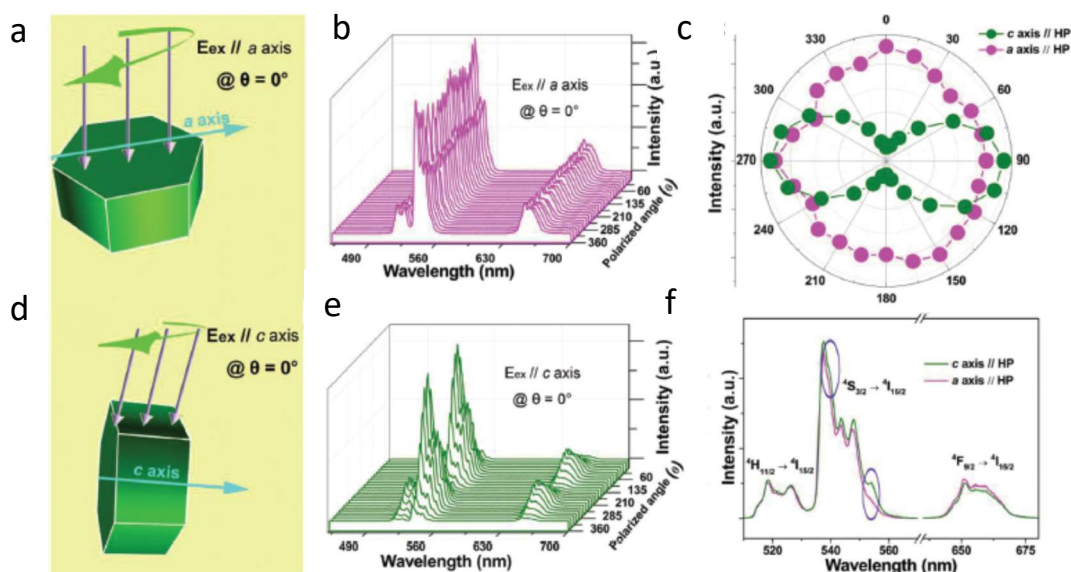 a
Eex // a axis
@ θ = 0°
a axis
b
Eex // a axis
@ θ = 0°
Intensity (a.u.)
490
560
630
700
Wavelength (nm)
60
135
210
285
360
Polarized angle (θ)
c
c axis // HP
a axis // HP
0
30
60
90
120
150
180
210
240
270
300
330
Intensity (a.u.)
d
Eex // c axis
@ θ = 0°
c axis
e
Eex // c axis
@ θ = 0°
Intensity (a.u.)
490
560
630
700
Wavelength (nm)
60
135
210
285
360
Polarized angle (θ)
f
c axis // HP
a axis // HP
⁴S3/2 → ⁴I15/2
⁴H11/2 → ⁴I15/2
⁴F9/2 → ⁴I15/2
Intensity (a.u.)
520
540
560
650
675
Wavelength (nm)